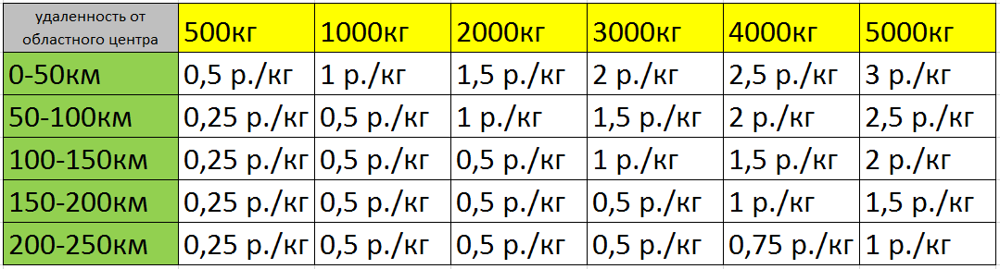 удаленность от
областного центра 500кг 1000кг 2000кг 3000кг 4000кг 5000кг
0-50км 0,5 р./кг 1 р./кг 1,5 р./кг 2 р./кг 2,5 р./кг 3 р./кг
50-100км 0,25 р./кг 0,5 р./кг 1 р./кг 1,5 р./кг 2 р./кг 2,5 р./кг
100-150км 0,25 р./кг 0,5 р./кг 0,5 р./кг 1 р./кг 1,5 р./кг 2 р./кг
150-200км 0,25 р./кг 0,5 р./кг 0,5 р./кг 0,5 р./кг 1 р./кг 1,5 р./кг
200-250км 0,25 р./кг 0,5 р./кг 0,5 р./кг 0,5 р./кг 0,75 р./кг 1 р./кг